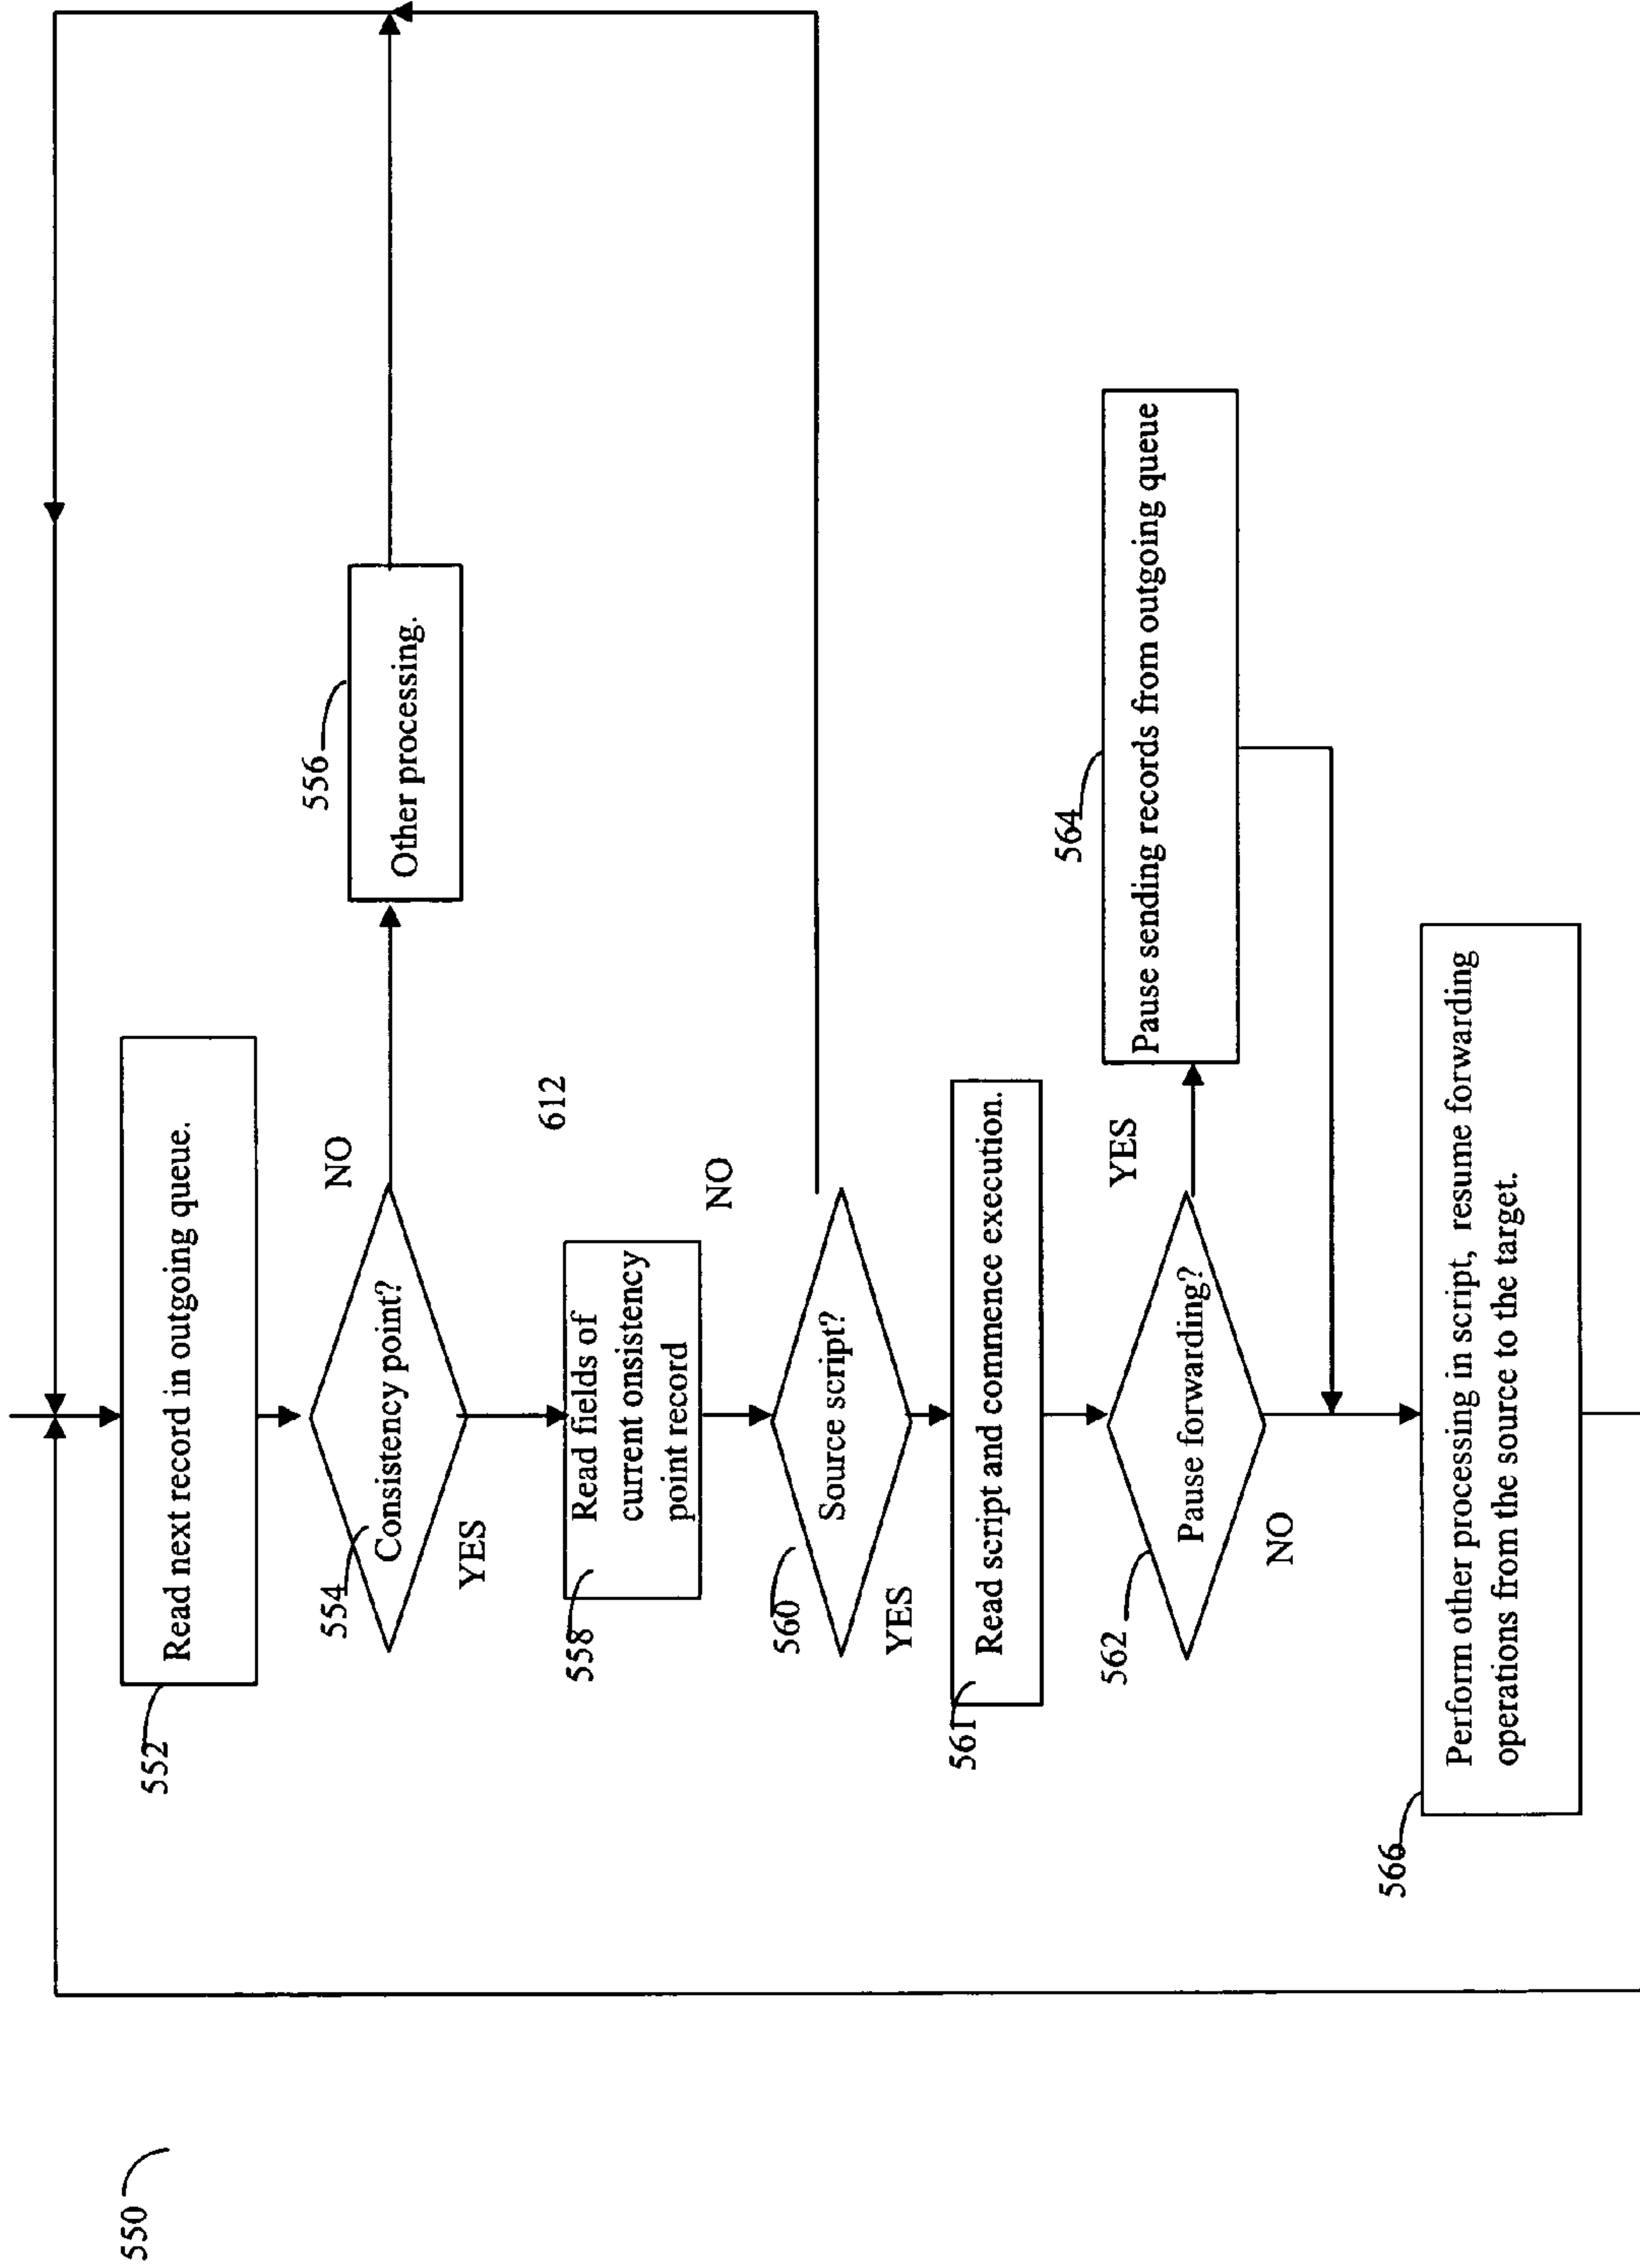 550
552
Read next record in outgoing queue.
554
Consistency point?
NO
YES
556
Other processing.
612
558
Read fields of
current onsistency
point record
560
Source script?
NO
YES
561
Read script and commence execution.
562
Pause forwarding?
YES
NO
564
Pause sending records from outgoing queue
566
Perform other processing in script, resume forwarding
operations from the source to the target.